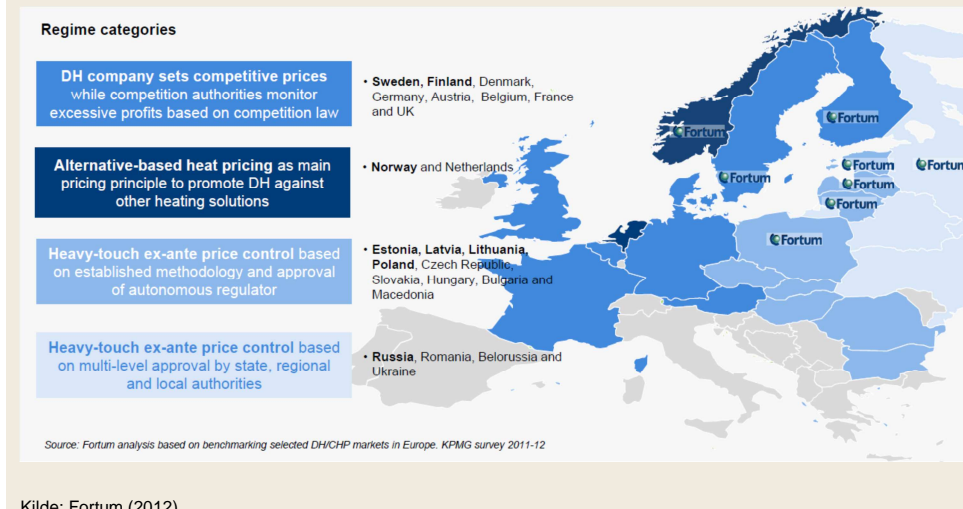 Regime categories
DH company sets competitive prices
while competition authorities monitor
excessive profits based on competition law
• Sweden, Finland, Denmark,
Germany, Austria, Belgium, France
and UK
Alternative-based heat pricing as main
pricing principle to promote DH against
other heating solutions
• Norway and Netherlands
Heavy-touch ex-ante price control based
on established methodology and approval
of autonomous regulator
• Estonia, Latvia, Lithuania,
Poland, Czech Republic,
Slovakia, Hungary, Bulgaria and
Macedonia
Heavy-touch ex-ante price control based
on multi-level approval by state, regional
and local authorities
• Russia, Romania, Belorussia and
Ukraine
Fortum
Fortum
Fortum
Fortum
Fortum
Fortum
Fortum
Fortum
Source: Fortum analysis based on benchmarking selected DH/CHP markets in Europe. KPMG survey 2011-12
Kilde: Fortum (2012)